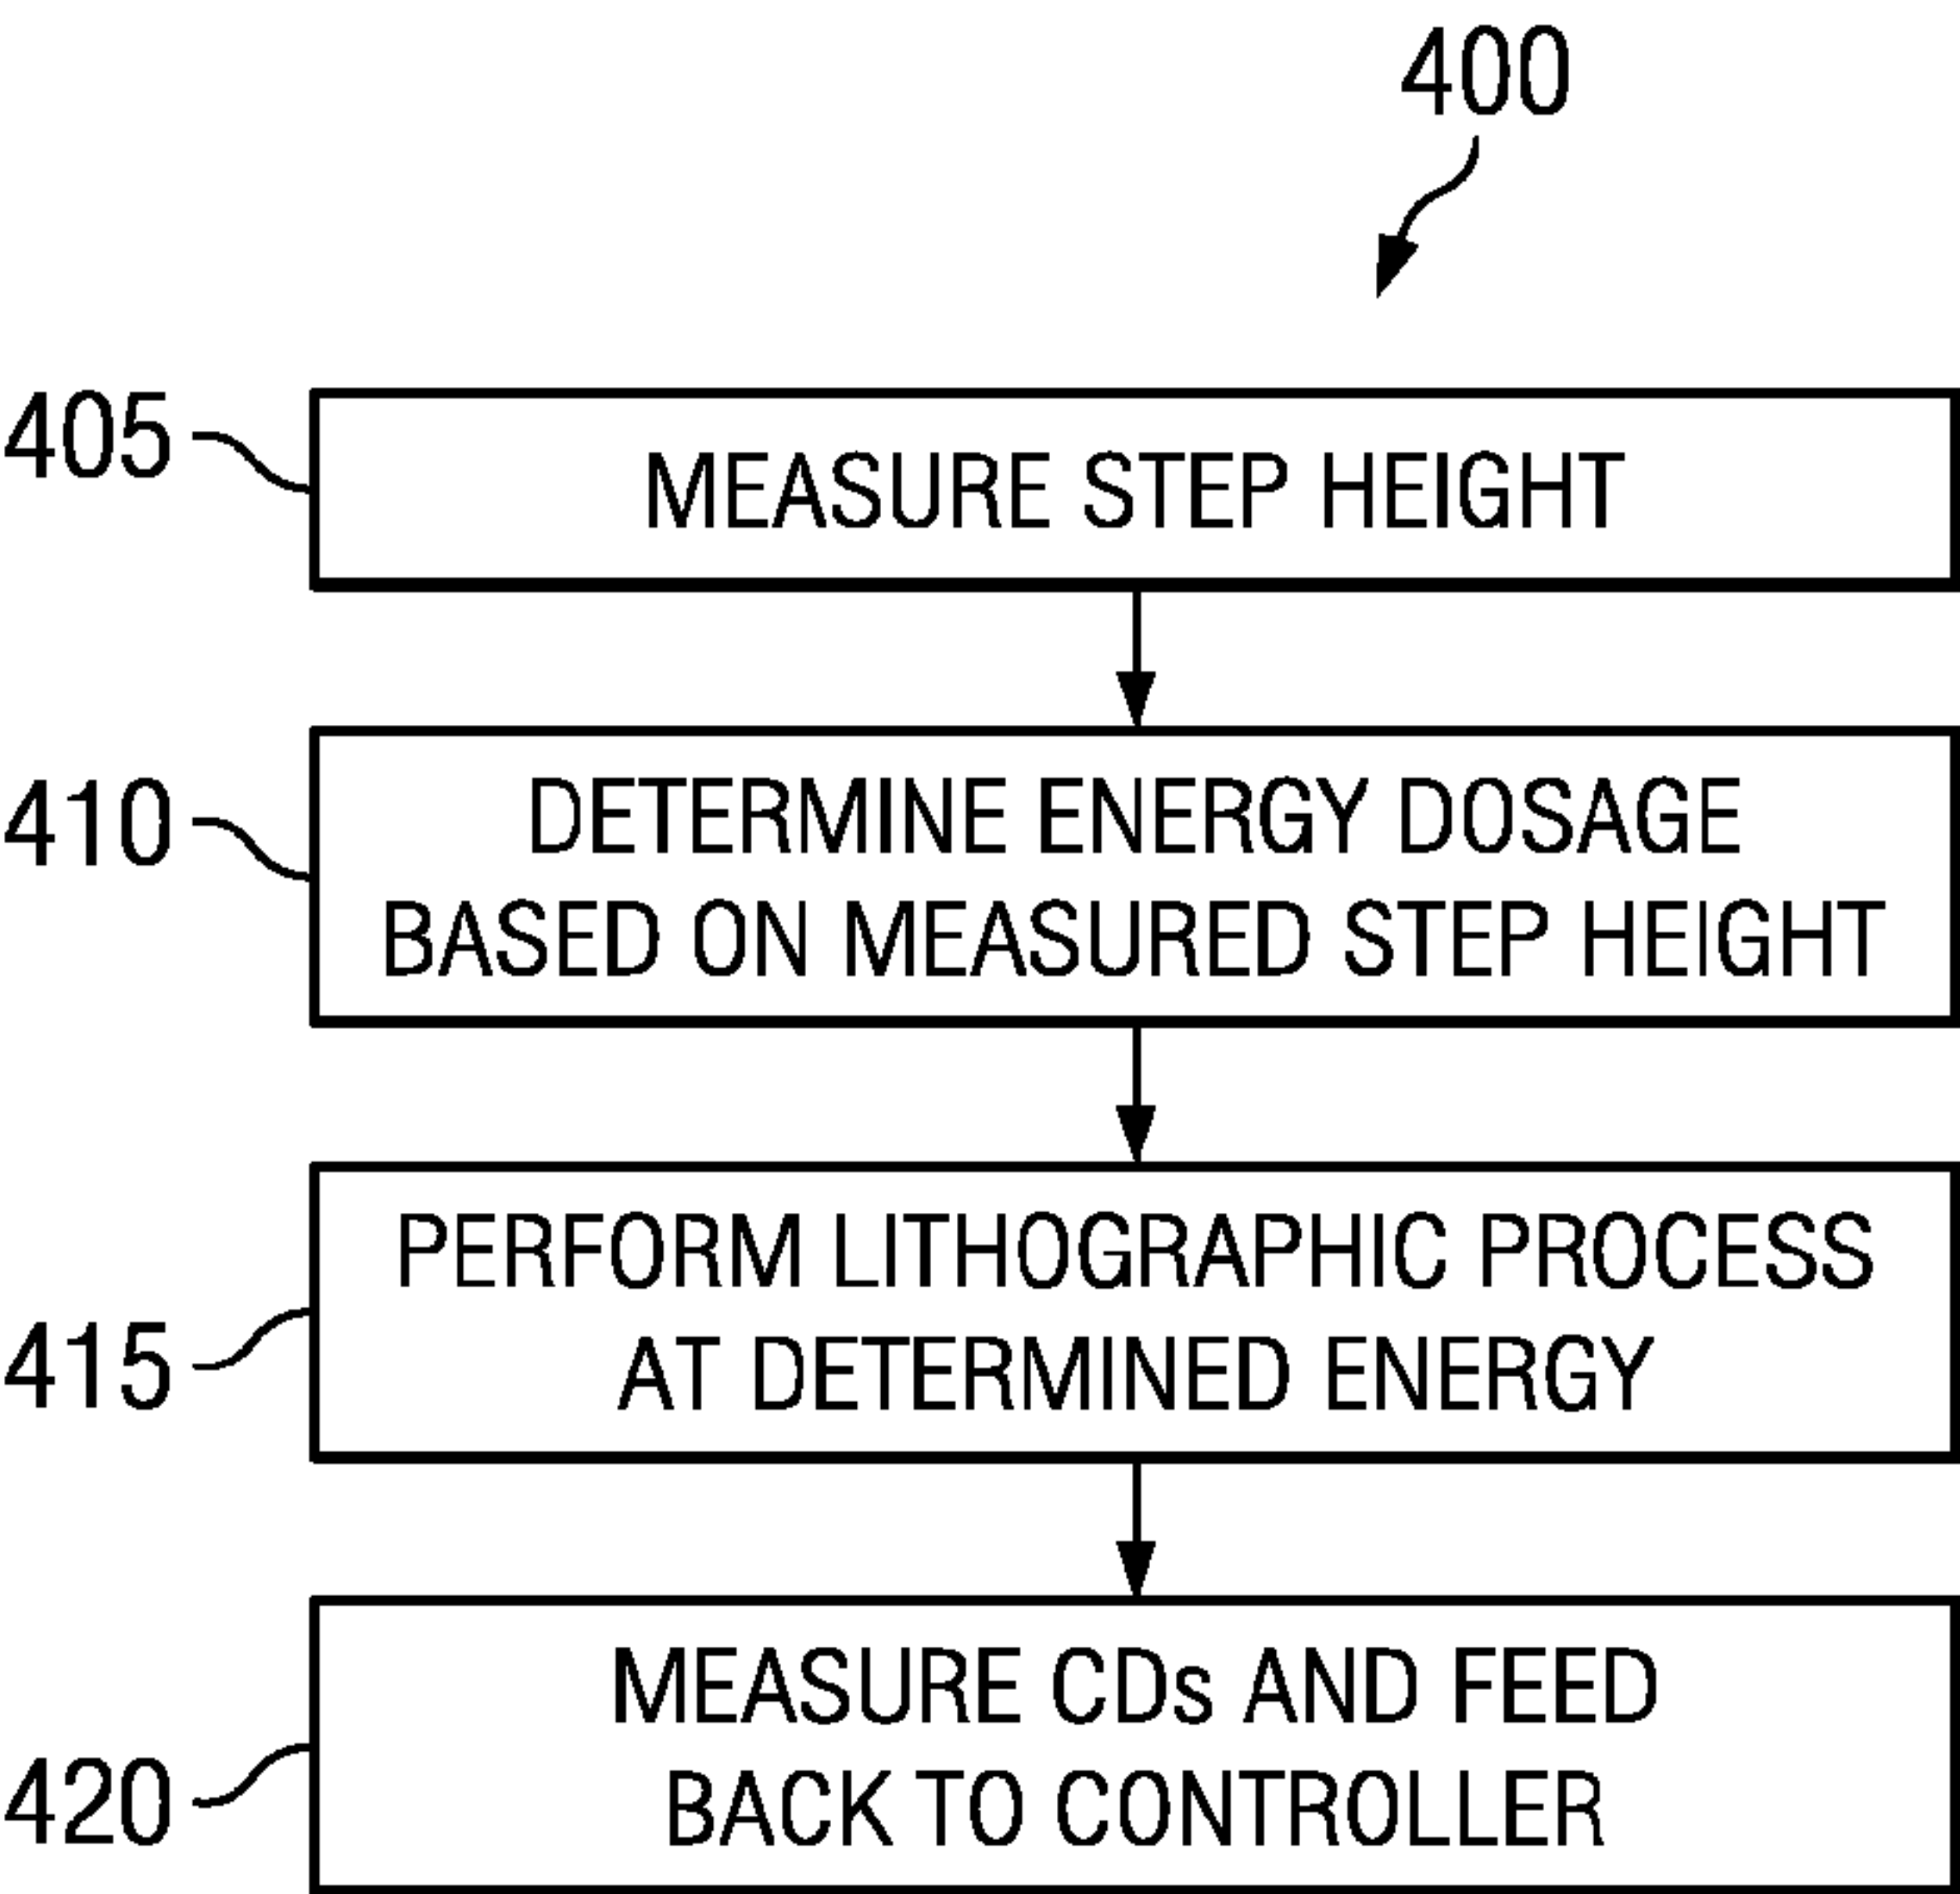 400
405
MEASURE STEP HEIGHT
410
DETERMINE ENERGY DOSAGE
BASED ON MEASURED STEP HEIGHT
PERFORM LITHOGRAPHIC PROCESS
415
AT DETERMINED ENERGY
MEASURE CDs AND FEED
420
BACK TO CONTROLLER